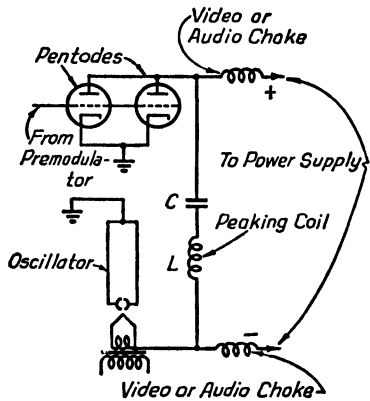 Video or
Audio Choke
Pentodes
+
From
Premodula-
tor
To Power Supply
C
Peaking Coil
Oscillator
L
-
Video or Audio Choke